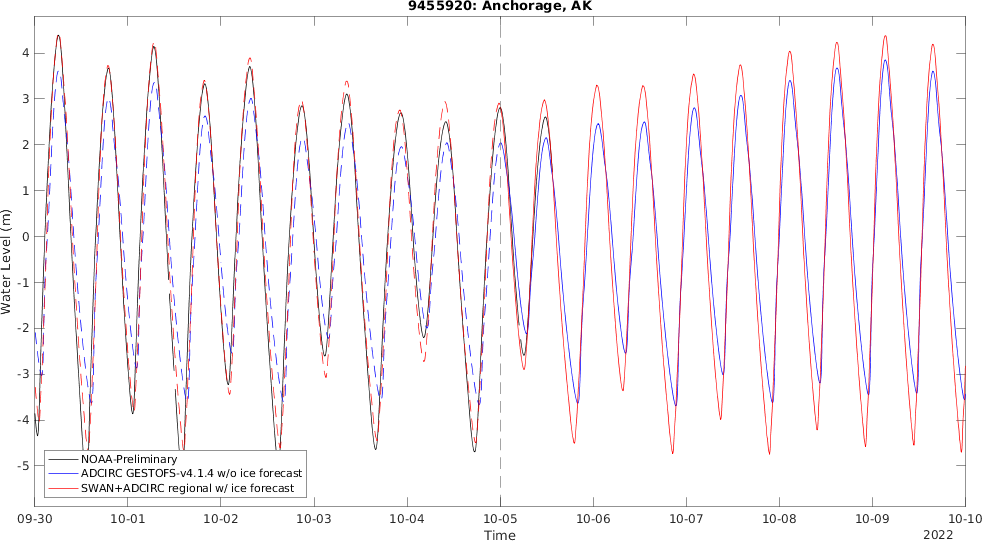 9455920: Anchorage, AK
Water Level (m)
4
3
2
1
0
-1
-2
-3
-4
-5
NOAA-Preliminary
ADCIRC GESTOFS-v4.1.4 w/o ice forecast
SWAN+ADCIRC regional w/ ice forecast
09-30 10-01 10-02 10-03 10-04 10-05 10-06 10-07 10-08 10-09 10-10
Time 2022